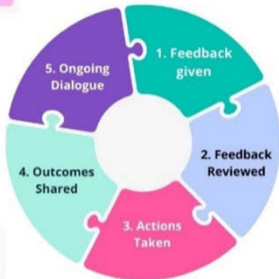 1. Feedback
given
2. Feedback
Reviewed
3. Actions
Taken
4. Outcomes
Shared
5. Ongoing
Dialogue